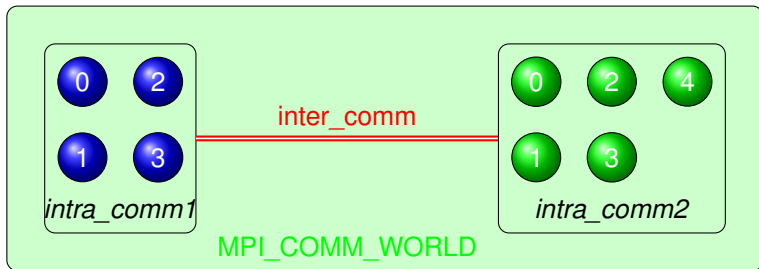 0 2
1 3
intra_comm1
inter_comm
0 2 4
1 3
intra_comm2
MPI_COMM_WORLD